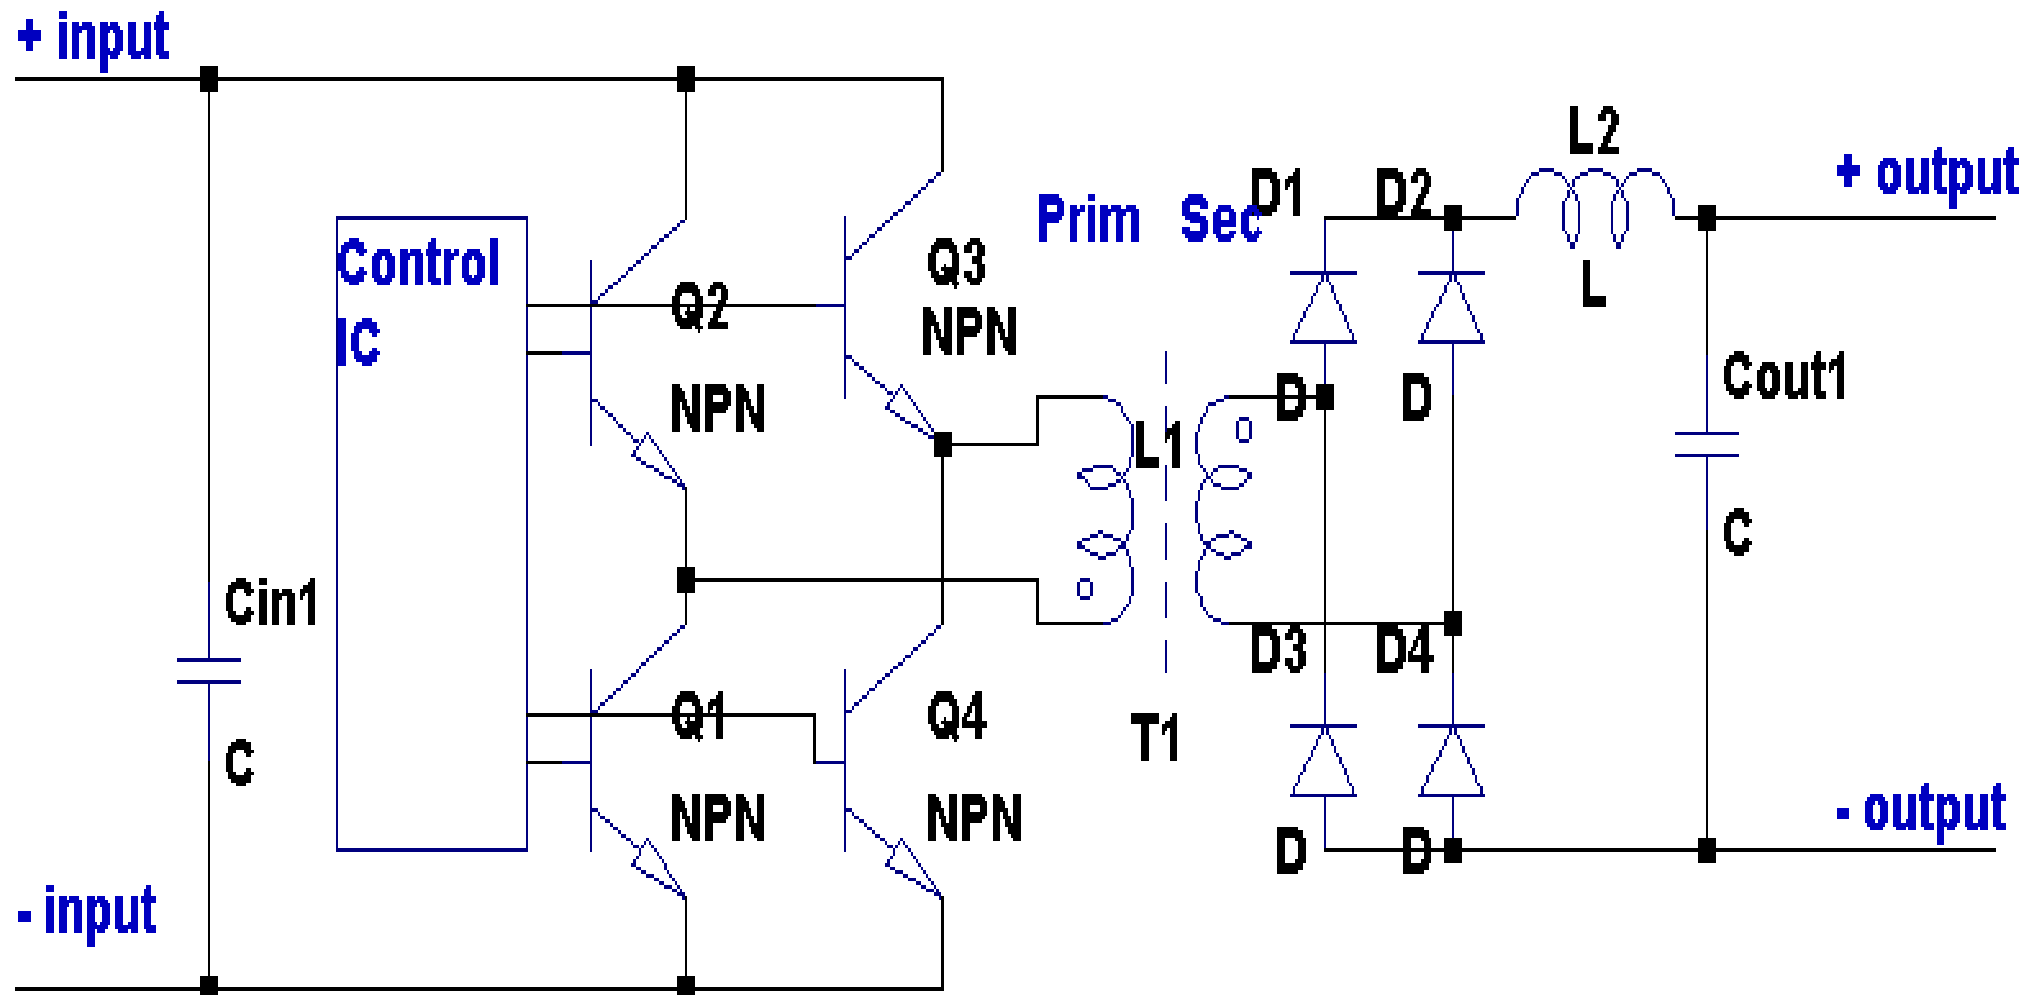 + input
L2
D1
D2
+ output
Prim
Sec
Control
IC
Q3
NPN
Q2
L
D
D
Cout1
NPN
L1
o
C
Cin1
o
D3
D4
Q1
Q4
T1
C
NPN
NPN
- output
D
D
- input